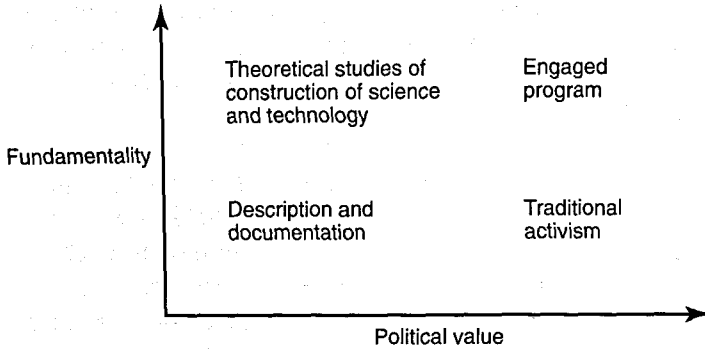 Theoretical studies of
construction of science
and technology
Engaged
program
Fundamentality
Description and
documentation
Traditional
activism
Political value